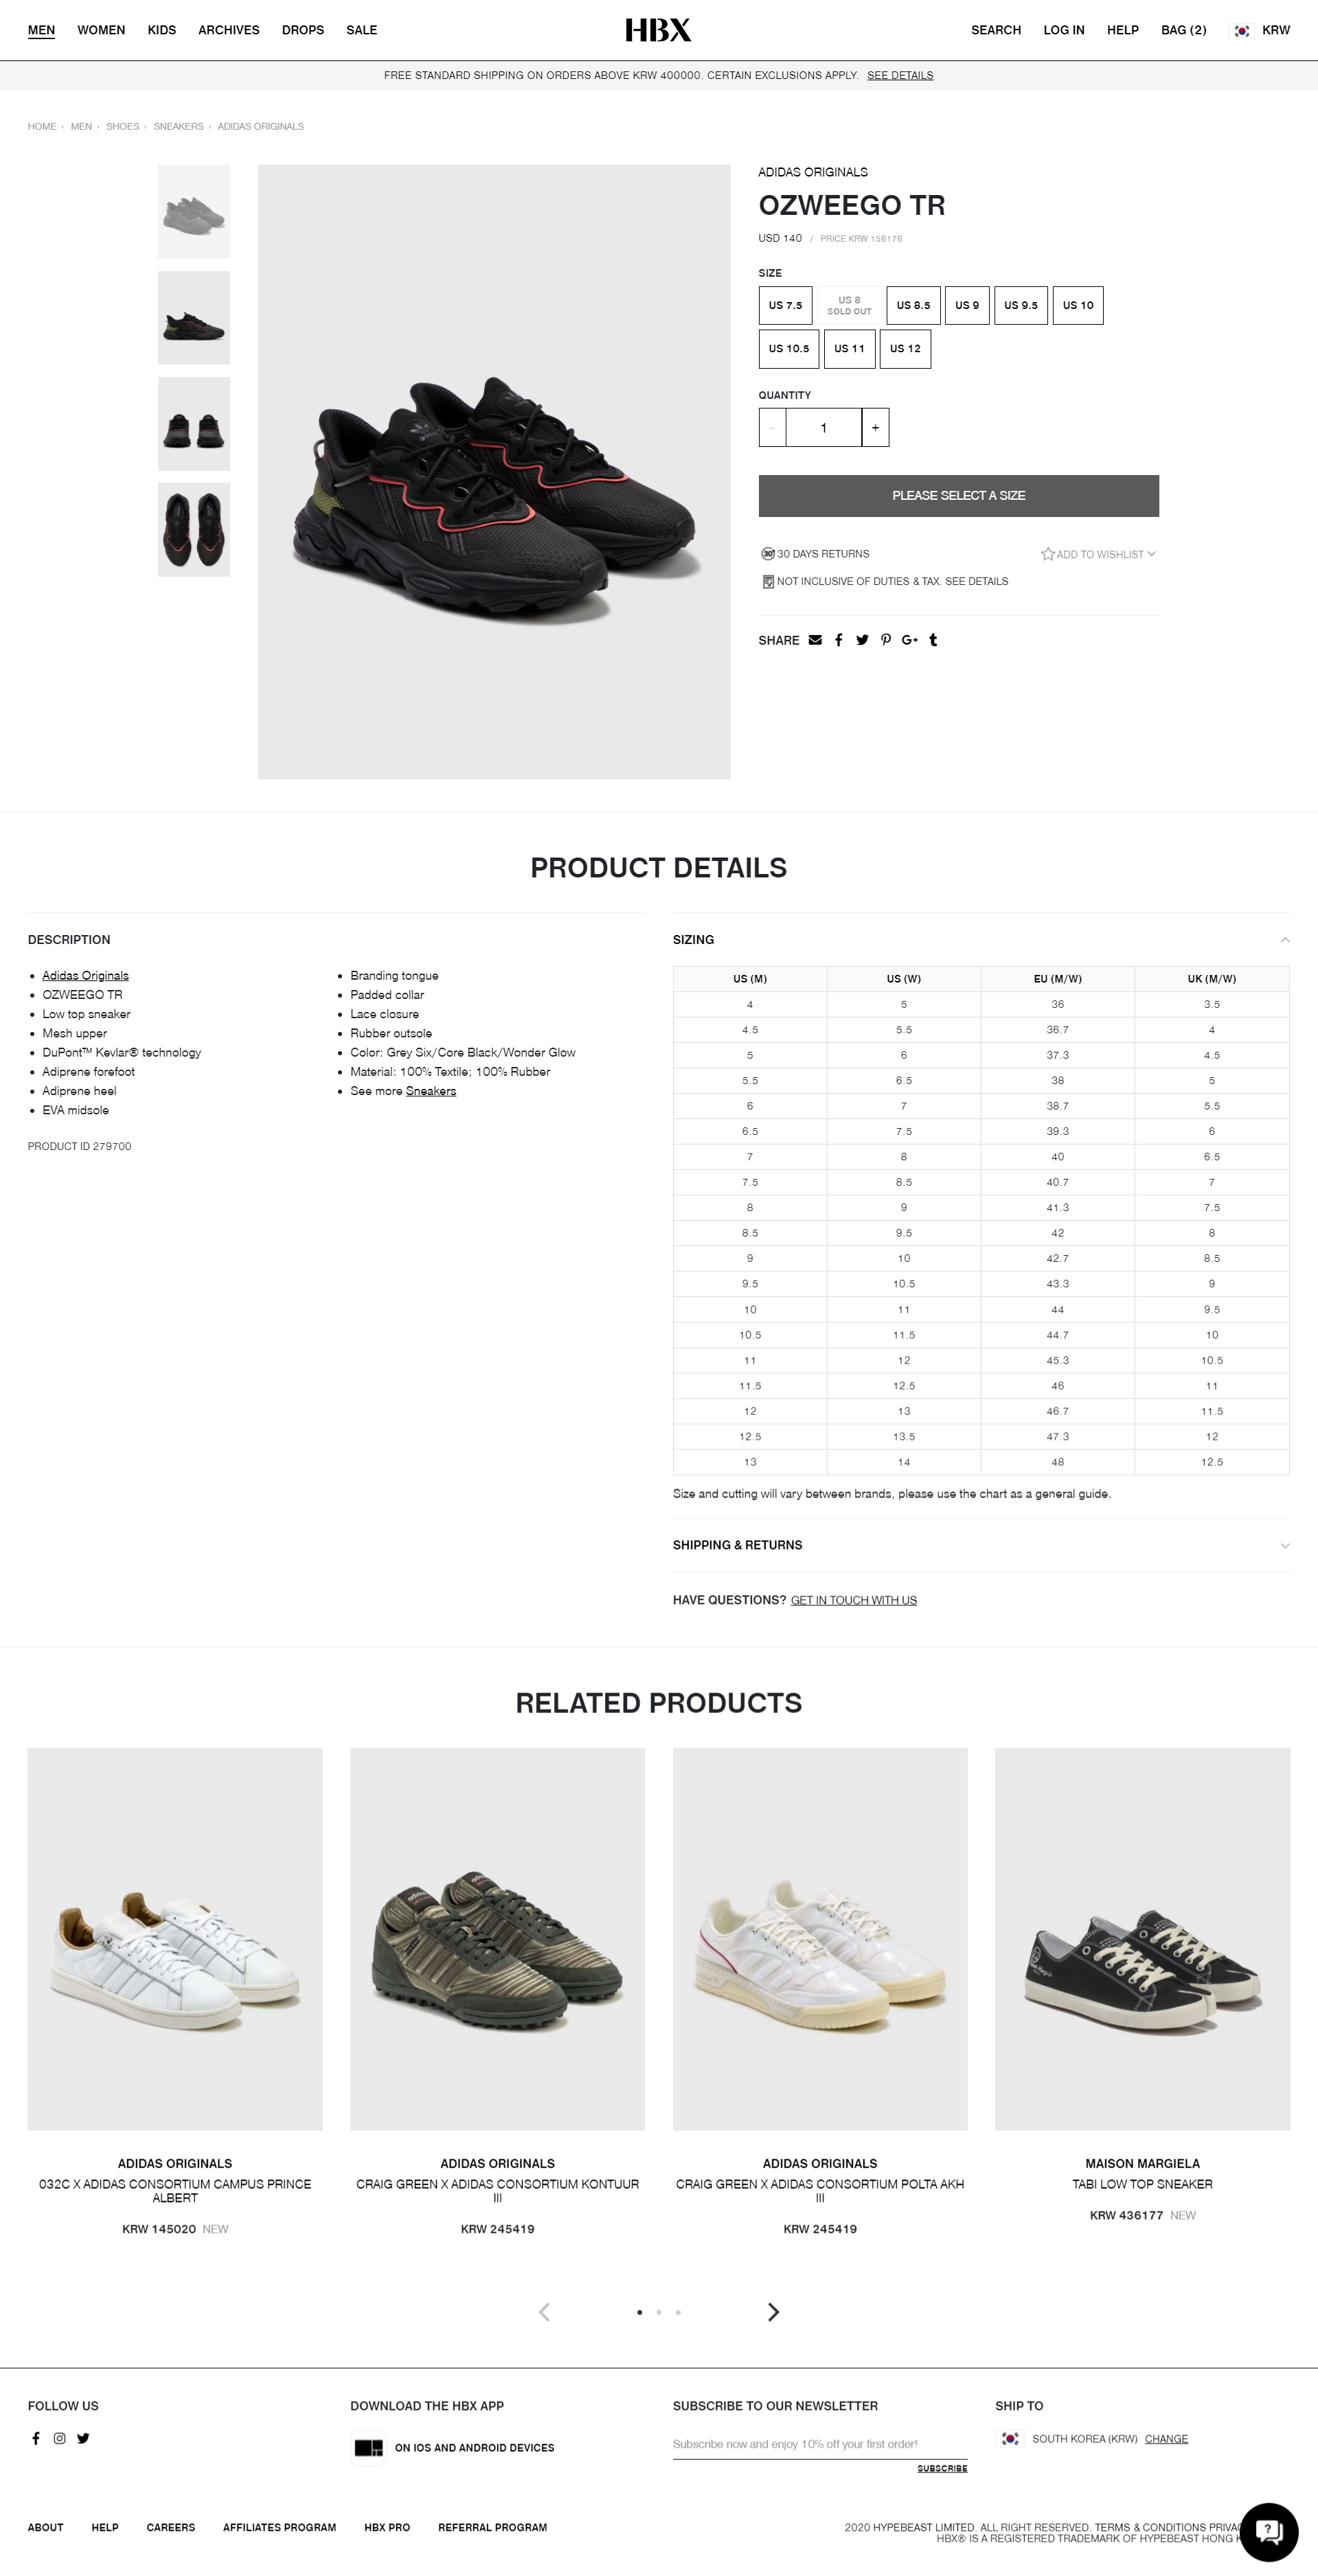 MEN WOMEN KIDS ARCHIVES DROPS SALE
HBX
SEARCH LOG IN HELP BAG (2) KRW
FREE STANDARD SHIPPING ON ORDERS ABOVE KRW 400000. CERTAIN EXCLUSIONS APPLY. SEE DETAILS
HOME › MEN › SHOES › SNEAKERS › ADIDAS ORIGINALS
ADIDAS ORIGINALS
OZWEEGO TR
USD 140 / PRICE KRW 156176
SIZE
US 7.5
US 8
SOLD OUT
US 8.5
US 9
US 9.5
US 10
US 10.5
US 11
US 12
QUANTITY
- 1 +
PLEASE SELECT A SIZE
30 DAYS RETURNS
ADD TO WISHLIST
NOT INCLUSIVE OF DUTIES & TAX. SEE DETAILS
SHARE
PRODUCT DETAILS
DESCRIPTION
• Adidas Originals
• OZWEEGO TR
• Low top sneaker
• Mesh upper
• DuPont™ Kevlar® technology
• Adiprene forefoot
• Adiprene heel
• EVA midsole
• Branding tongue
• Padded collar
• Lace closure
• Rubber outsole
• Color: Grey Six/Core Black/Wonder Glow
• Material: 100% Textile; 100% Rubber
• See more Sneakers
PRODUCT ID 279700
SIZING
US (M) US (W) EU (M/W) UK (M/W)
4 5 36 3.5
4.5 5.5 36.7 4
5 6 37.3 4.5
5.5 6.5 38 5
6 7 38.7 5.5
6.5 7.5 39.3 6
7 8 40 6.5
7.5 8.5 40.7 7
8 9 41.3 7.5
8.5 9.5 42 8
9 10 42.7 8.5
9.5 10.5 43.3 9
10 11 44 9.5
10.5 11.5 44.7 10
11 12 45.3 10.5
11.5 12.5 46 11
12 13 46.7 11.5
12.5 13.5 47.3 12
13 14 48 12.5
Size and cutting will vary between brands, please use the chart as a general guide.
SHIPPING & RETURNS
HAVE QUESTIONS? GET IN TOUCH WITH US
RELATED PRODUCTS
ADIDAS ORIGINALS
032C X ADIDAS CONSORTIUM CAMPUS PRINCE
ALBERT
KRW 145020 NEW
ADIDAS ORIGINALS
CRAIG GREEN X ADIDAS CONSORTIUM KONTUUR
III
KRW 245419
ADIDAS ORIGINALS
CRAIG GREEN X ADIDAS CONSORTIUM POLTA AKH
III
KRW 245419
MAISON MARGIELA
TABI LOW TOP SNEAKER
KRW 436177 NEW
FOLLOW US
DOWNLOAD THE HBX APP
ON IOS AND ANDROID DEVICES
SUBSCRIBE TO OUR NEWSLETTER
Subscribe now and enjoy 10% off your first order!
SUBSCRIBE
SHIP TO
SOUTH KOREA (KRW) CHANGE
ABOUT HELP CAREERS AFFILIATES PROGRAM HBX PRO REFERRAL PROGRAM
2020 HYPEBEAST LIMITED. ALL RIGHT RESERVED. TERMS & CONDITIONS
HBX® IS A REGISTERED TRADEMARK OF HYPEBEAST HONG